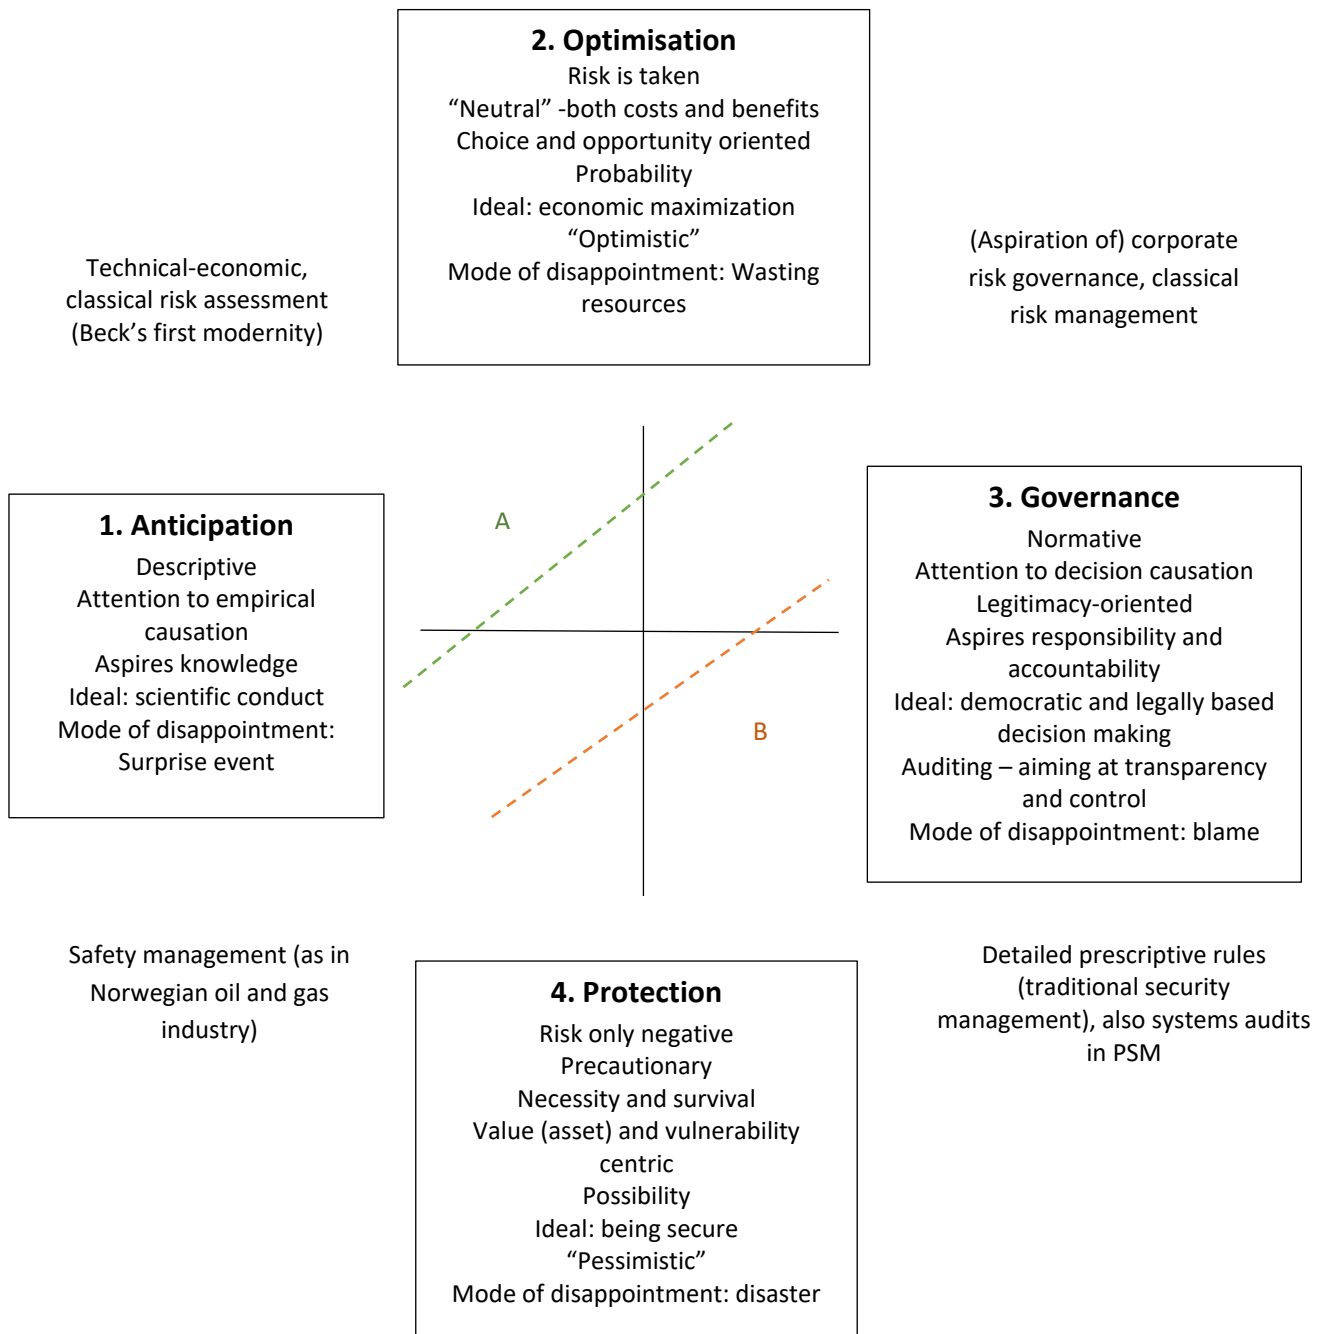 2. Optimisation
Risk is taken
“Neutral” -both costs and benefits
Choice and opportunity oriented
Probability
Ideal: economic maximization
“Optimistic”
Mode of disappointment: Wasting
resources
Technical-economic,
classical risk assessment
(Beck’s first modernity)
(Aspiration of) corporate
risk governance, classical
risk management
1. Anticipation
Descriptive
Attention to empirical
causation
Aspires knowledge
Ideal: scientific conduct
Mode of disappointment:
Surprise event
A
B
3. Governance
Normative
Attention to decision causation
Legitimacy-oriented
Aspires responsibility and
accountability
Ideal: democratic and legally based
decision making
Auditing – aiming at transparency
and control
Mode of disappointment: blame
Safety management (as in
Norwegian oil and gas
industry)
4. Protection
Risk only negative
Precautionary
Necessity and survival
Value (asset) and vulnerability
centric
Possibility
Ideal: being secure
“Pessimistic”
Mode of disappointment: disaster
Detailed prescriptive rules
(traditional security
management), also systems audits
in PSM